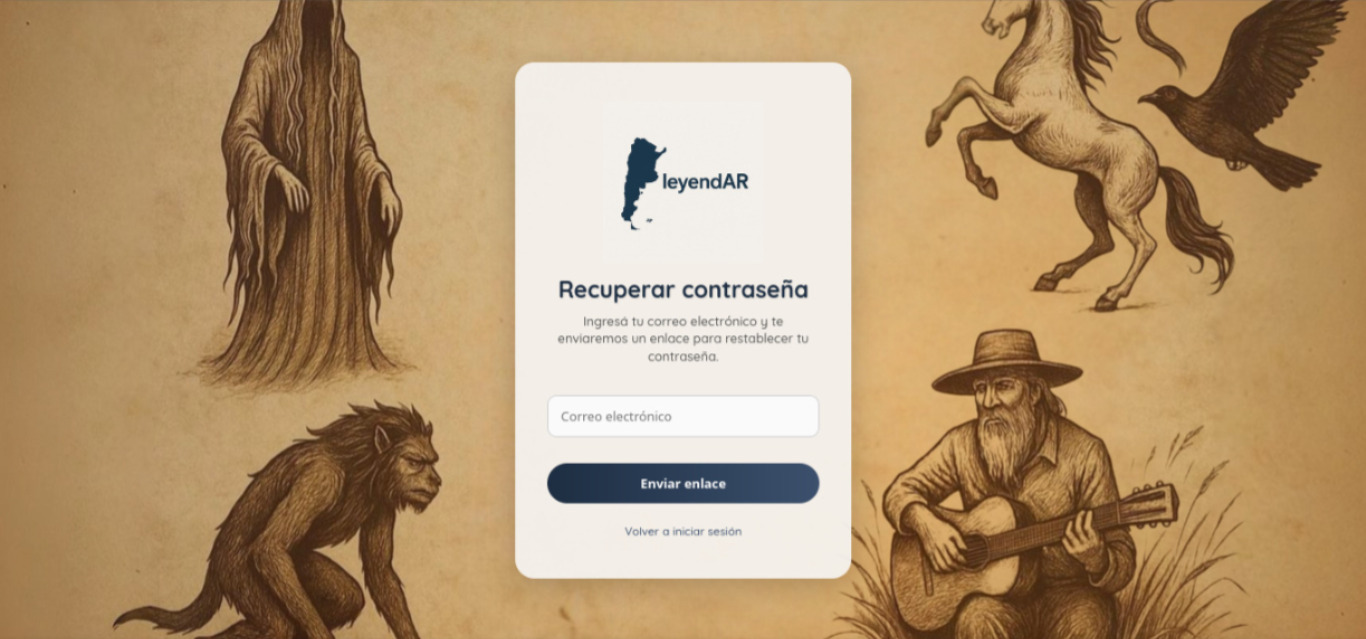 leyendAR
Recuperar contraseña
Ingresá tu correo electrónico y te
enviaremos un enlace para restablecer tu
contraseña.
Correo electrónico
Enviar enlace
Volver a iniciar sesión